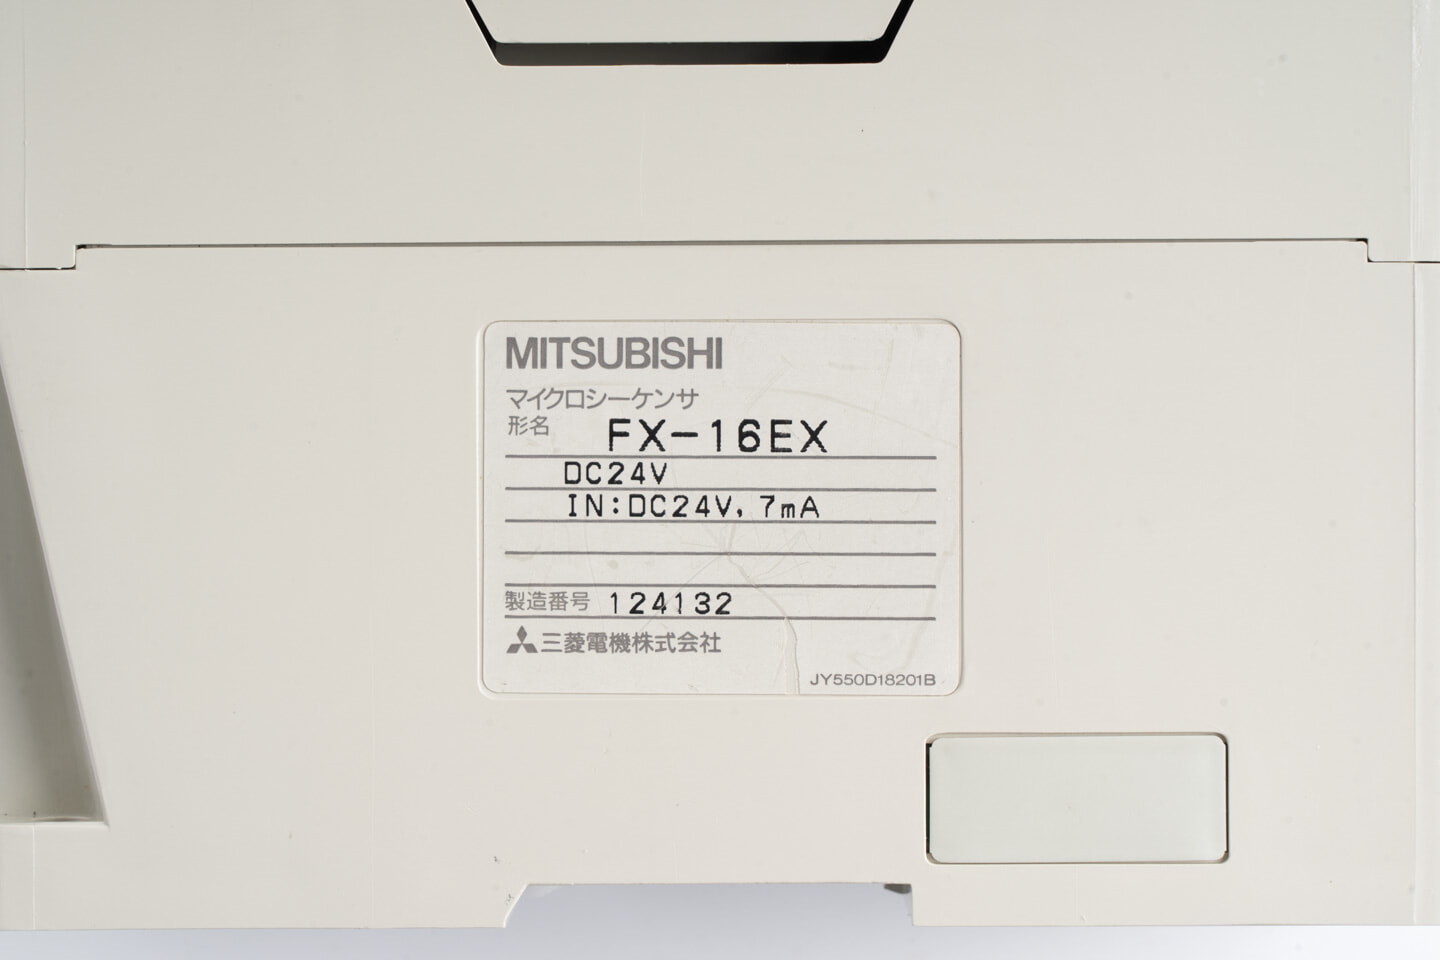 MITSUBISHI
マイクロシーケンサ
形名 FX-16EX
DC24V
IN:DC24V, 7mA
製造番号 124132
三菱電機株式会社
JY550D18201B